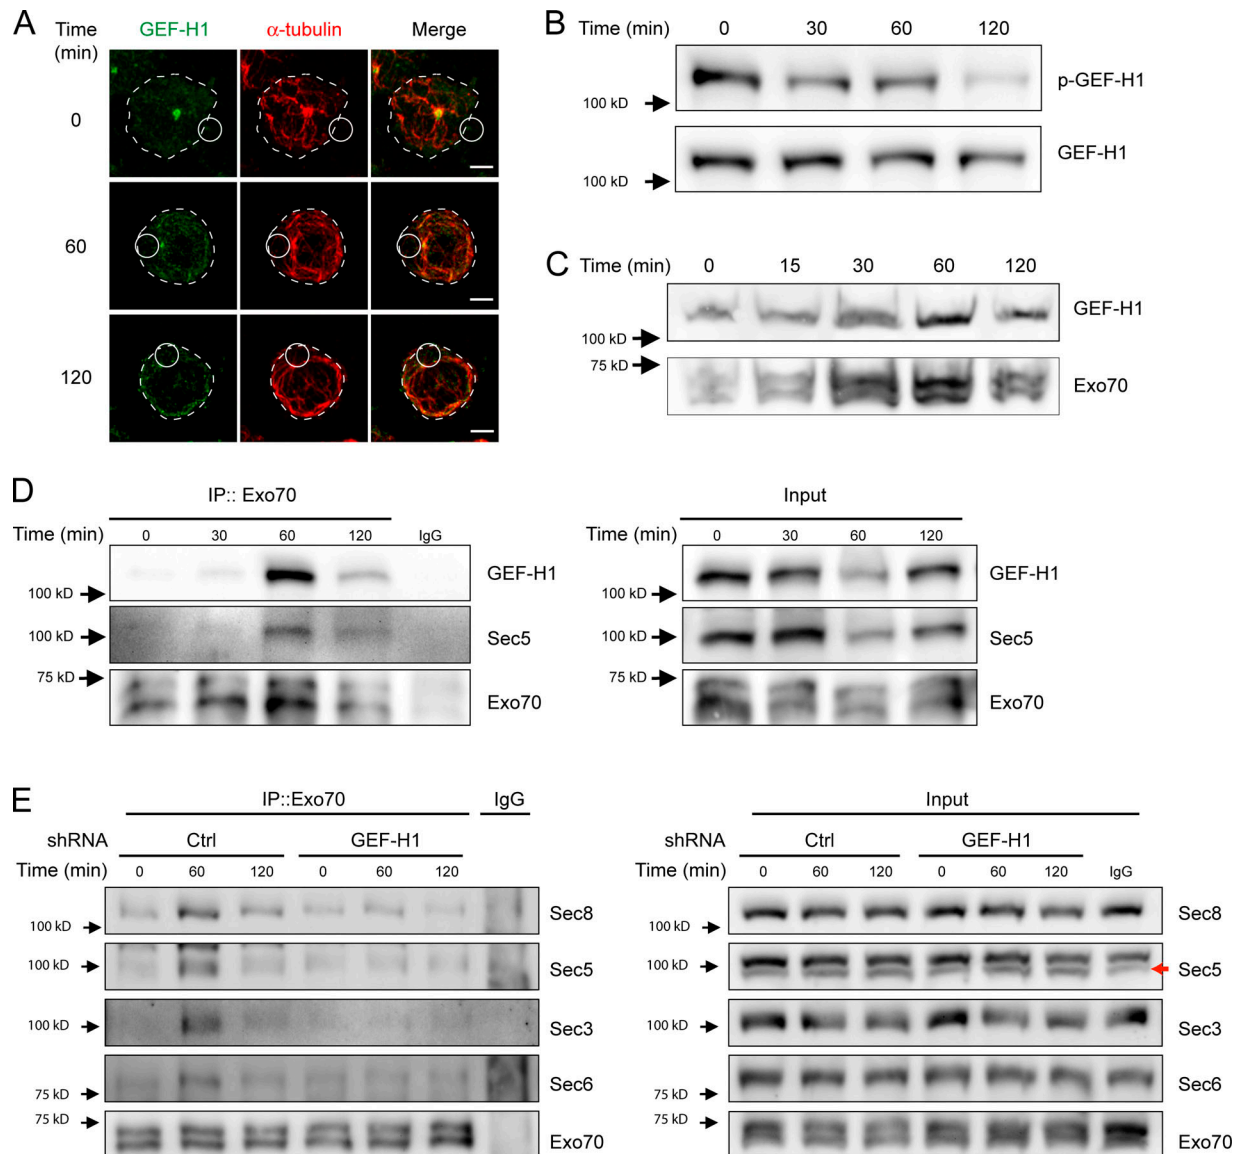 A
Time
(min)
GEF-H1
α-tubulin
Merge
0
60
120
B
Time (min)
0 30 60 120
p-GEF-H1
100 kD
GEF-H1
100 kD
C
Time (min)
0 15 30 60 120
GEF-H1
100 kD
75 kD
Exo70
D
IP:: Exo70
Time (min)
0 30 60 120 IgG
GEF-H1
100 kD
100 kD
Sec5
75 kD
Exo70
Input
Time (min)
0 30 60 120
GEF-H1
100 kD
100 kD
Sec5
75 kD
Exo70
E
IP::Exo70
IgG
shRNA
Ctrl
GEF-H1
Time (min)
0 60 120 0 60 120
Sec8
100 kD
100 kD
Sec5
100 kD
Sec3
Sec6
75 kD
75 kD
Exo70
Input
shRNA
Ctrl
GEF-H1
Time (min)
0 60 120 0 60 120 IgG
Sec8
100 kD
100 kD
Sec5
100 kD
Sec3
Sec6
75 kD
75 kD
Exo70